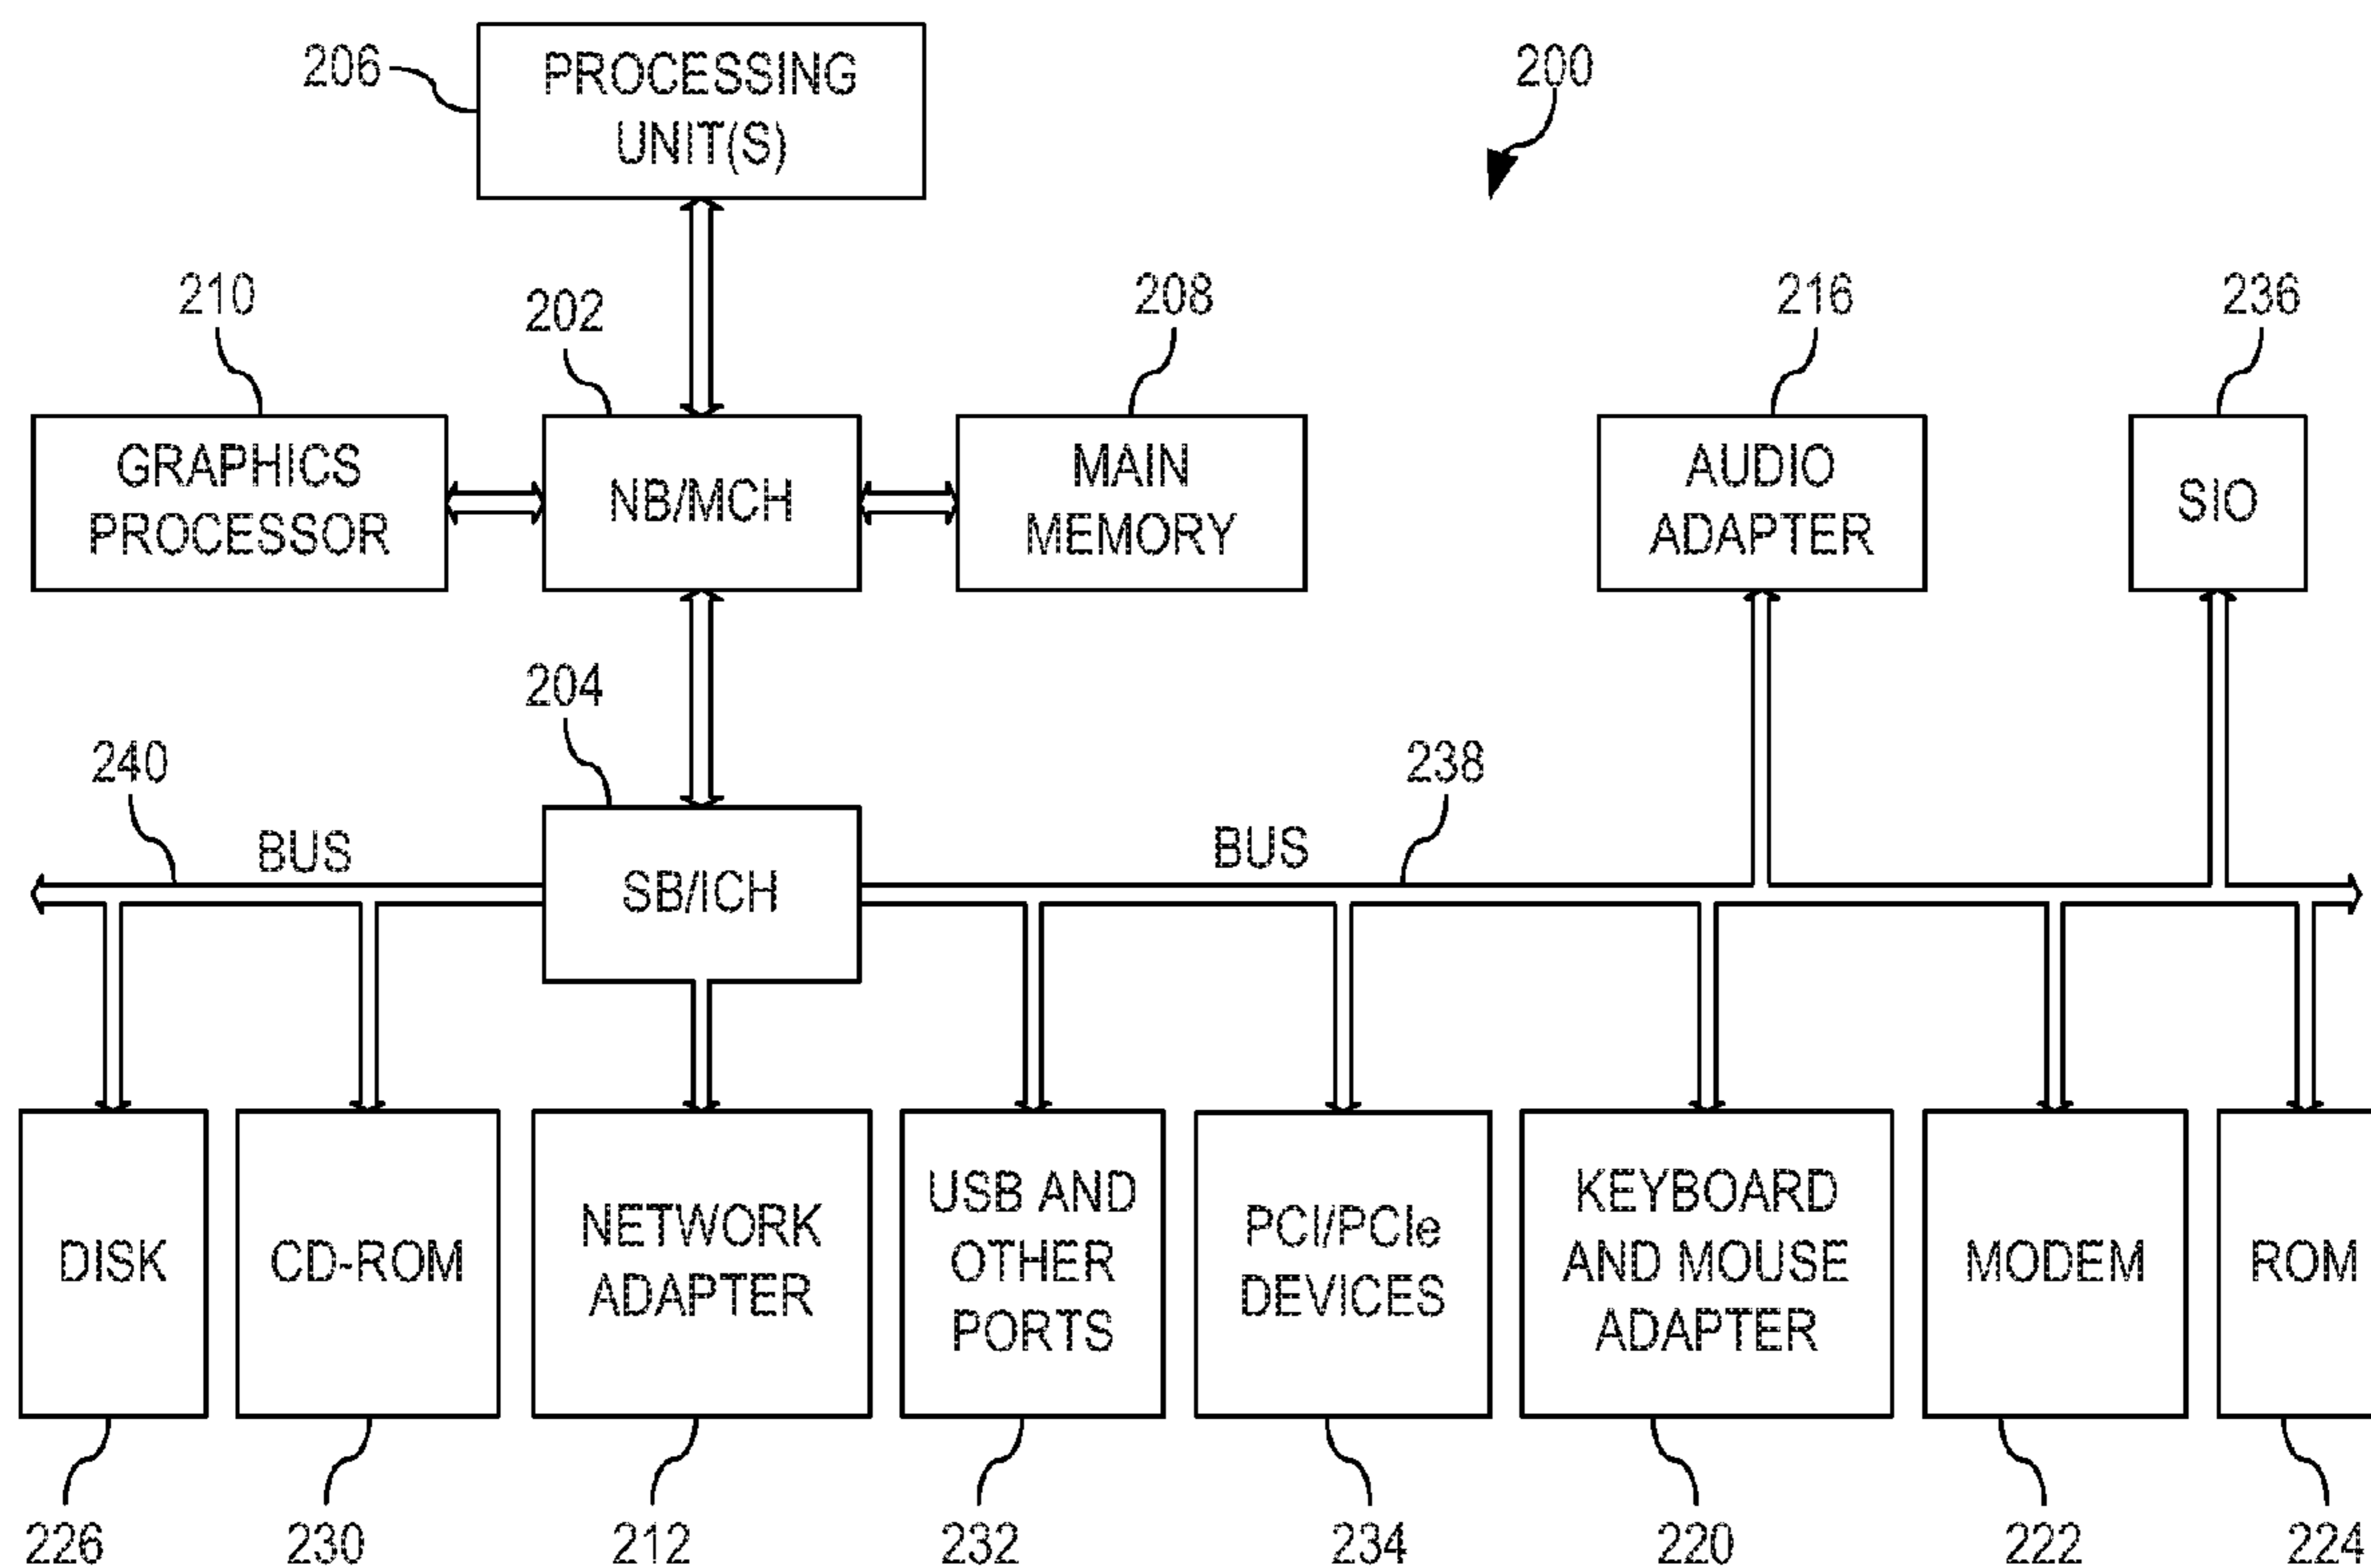 206
PROCESSING
UNIT(S)
200
210
202
208
216
236
GRAPHICS
PROCESSOR
NB/MCH
MAIN
MEMORY
AUDIO
ADAPTER
SIO
204
240
238
BUS
BUS
SB/ICH
DISK
CD-ROM
NETWORK
ADAPTER
USB AND
OTHER
PORTS
PCI/PCIe
DEVICES
KEYBOARD
AND MOUSE
ADAPTER
MODEM
ROM
226
230
212
232
234
220
222
224